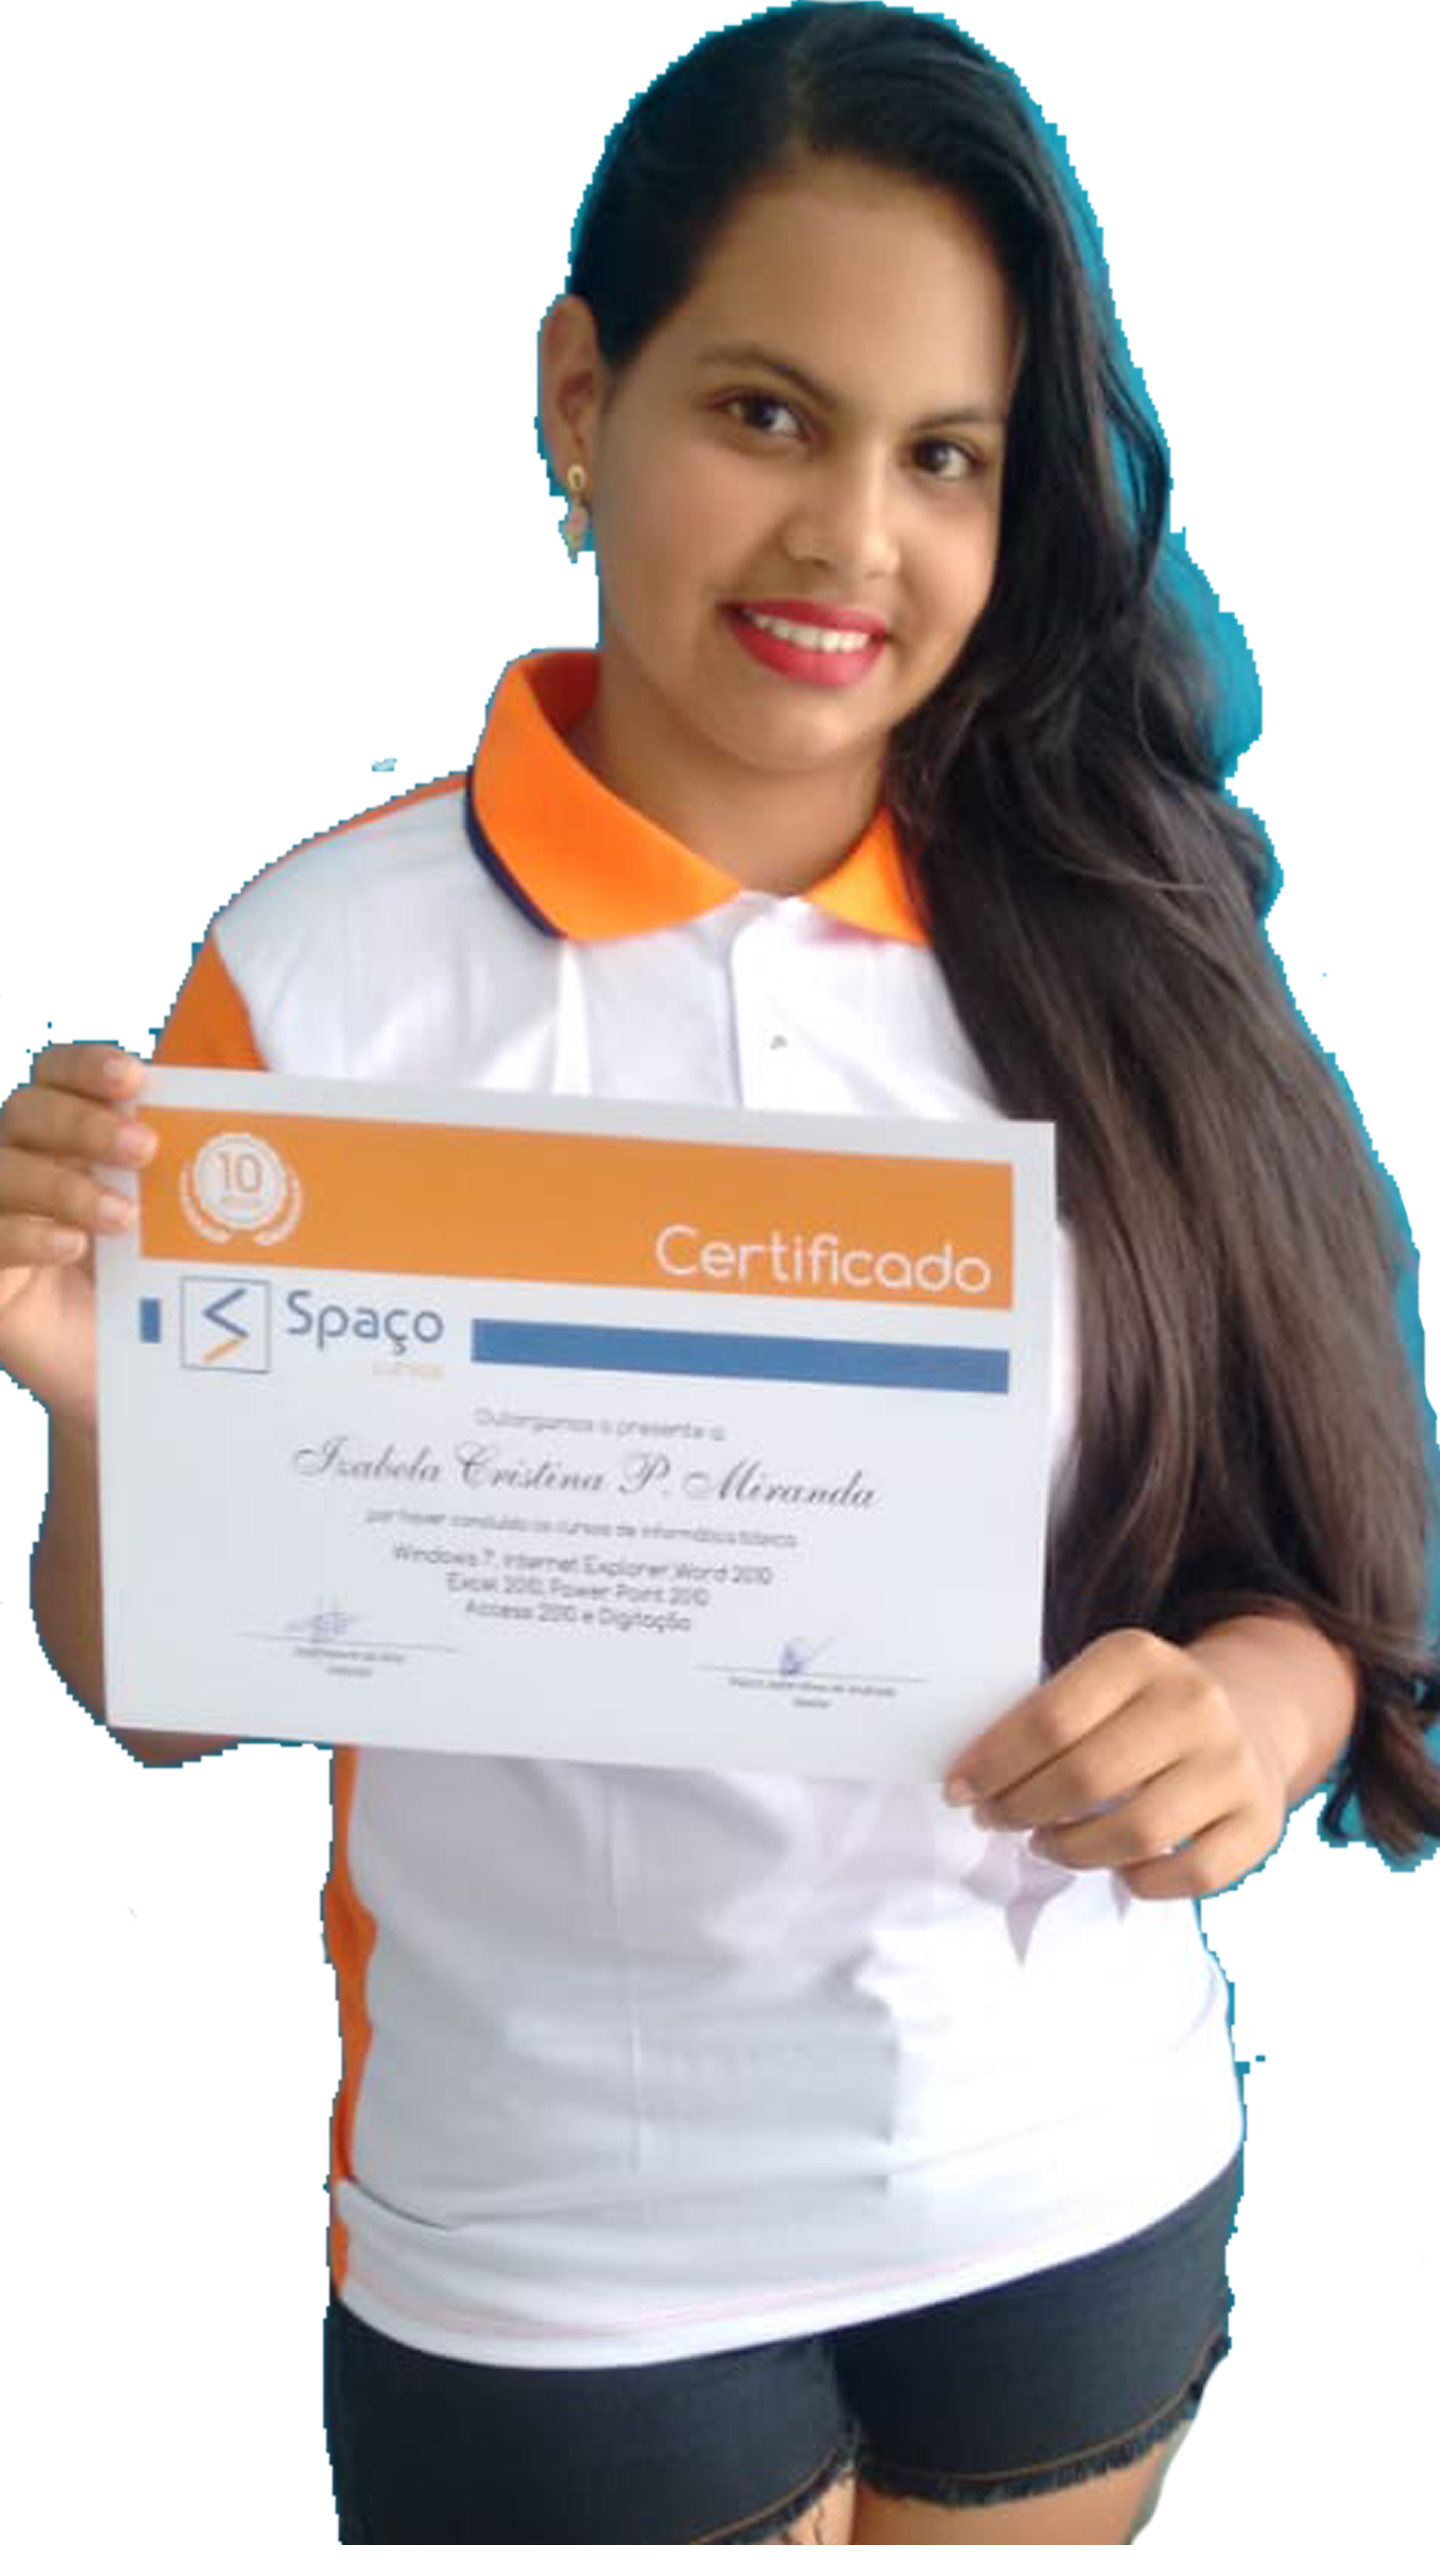 10
Certificado
Spaço
cursos
Outorgamos o presente a
Izabela Cristina P. Miranda
por haver concluído os cursos de informática básica
Windows 7, Internet Explorer, Word 2010
Excel 2010, Power Point 2010
Access 2010 e Digitação